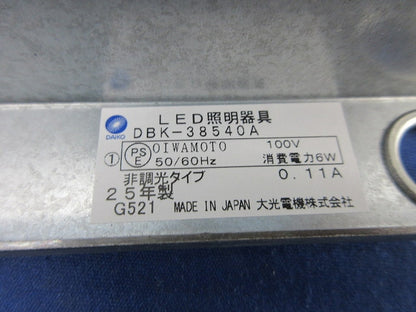 LED照明器具
DAIKO
DBK-38540A
① PSE OIWAMOTO 100V
50/60Hz 消費電力6W
非調光タイプ 0.11A
25年製
G521 MADE IN JAPAN 大光電機株式会社